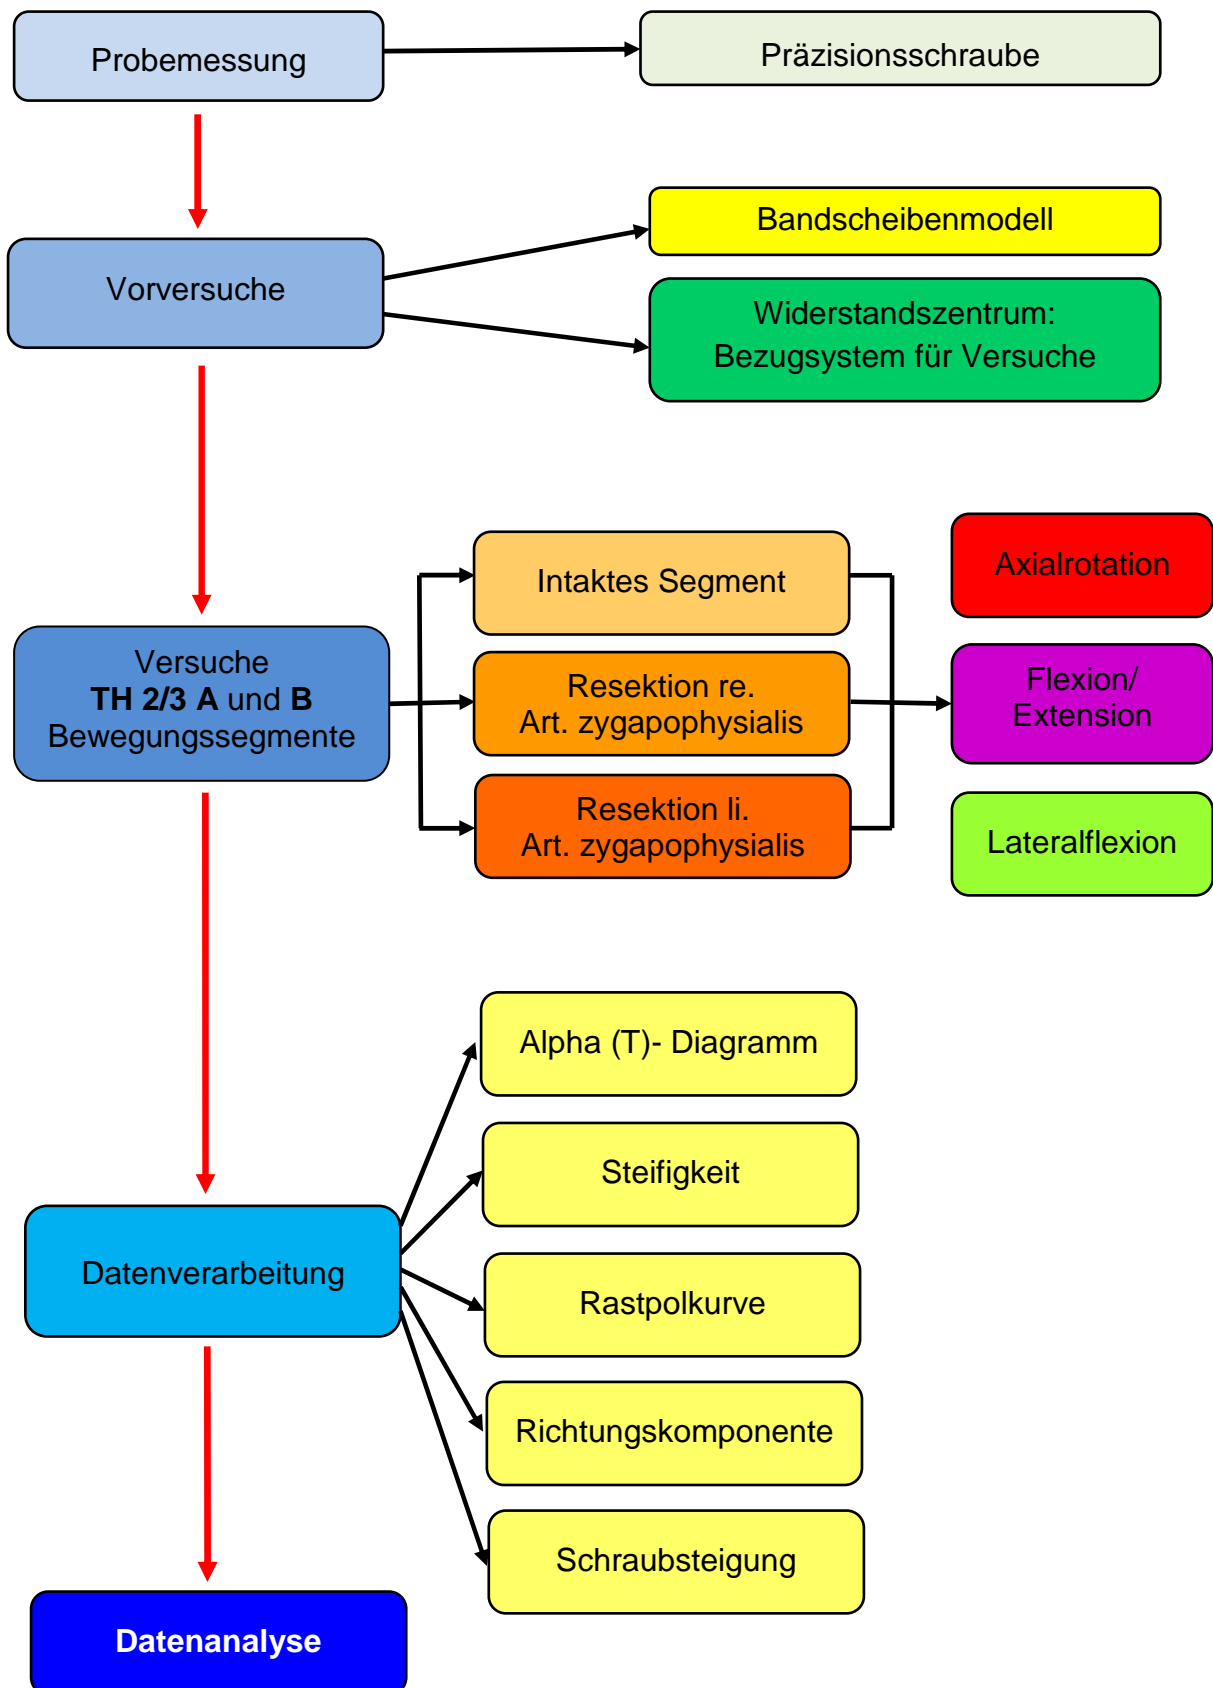 Probemessung
Präzisionsschraube
Vorversuche
Bandscheibenmodell
Widerstandszentrum:
Bezugsystem für Versuche
Versuche
TH 2/3 A und B
Bewegungssegmente
Intaktes Segment
Resektion re.
Art. zygapophysialis
Resektion li.
Art. zygapophysialis
Axialrotation
Flexion/
Extension
Lateralflexion
Datenverarbeitung
Alpha (T)- Diagramm
Steifigkeit
Rastpolkurve
Richtungskomponente
Schraubsteigung
Datenanalyse